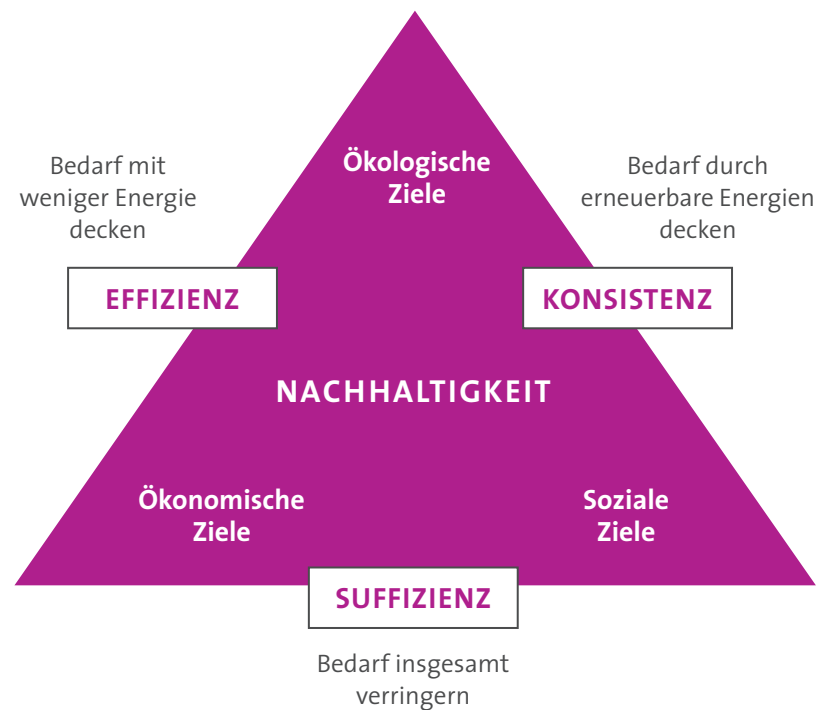 Ökologische
Ziele
Bedarf mit
weniger Energie
decken
Bedarf durch
erneuerbare Energien
decken
EFFIZIENZ
KONSISTENZ
NACHHALTIGKEIT
Ökonomische
Ziele
Soziale
Ziele
SUFFIZIENZ
Bedarf insgesamt
verringern